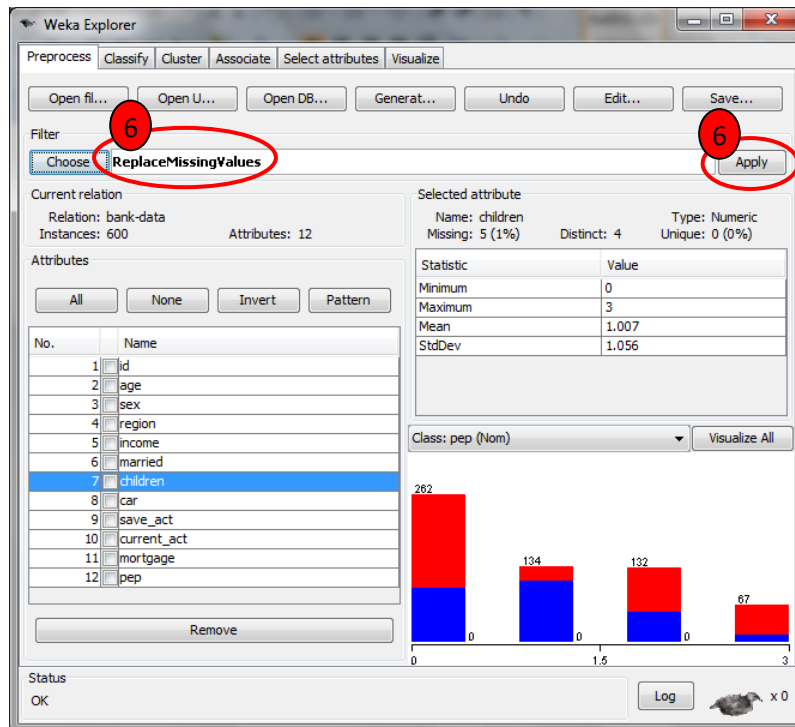 Weka Explorer
Preprocess Classify Cluster Associate Select attributes Visualize
Open fil... Open U... Open DB... Generat... Undo Edit... Save...
Filter
6 6
Choose ReplaceMissingValues Apply
Current relation
Relation: bank-data
Instances: 600 Attributes: 12
Selected attribute
Name: children Type: Numeric
Missing: 5 (1%) Distinct: 4 Unique: 0 (0%)
Statistic Value
Minimum 0
Maximum 3
Mean 1.007
StdDev 1.056
Attributes
All None Invert Pattern
No. Name
1 id
2 age
3 sex
4 region
5 income
6 married
7 children
8 car
9 save_act
10 current_act
11 mortgage
12 pep
Remove
Class: pep (Nom) Visualize All
262
134 132
67
0 0 0
0 1.5 3
Status
OK
Log x 0